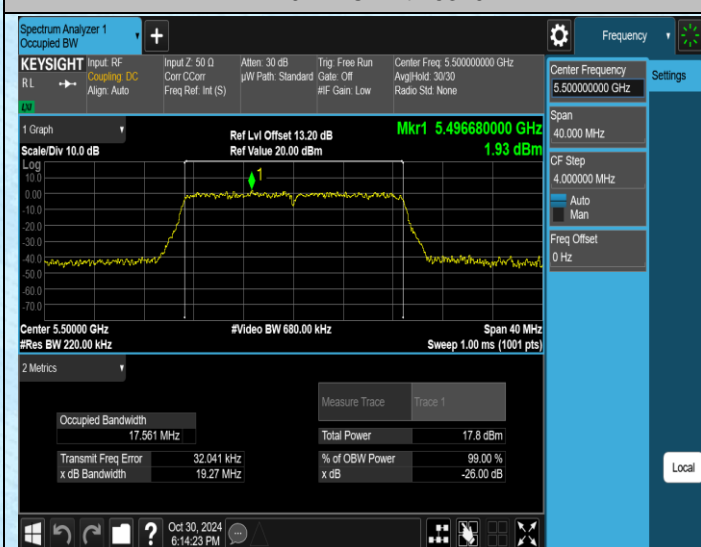 Spectrum Analyzer 1
Occupied BW
Frequency
KEYSIGHT
RL
LXI
Input: RF
Coupling: DC
Align: Auto
Input Z: 50 Ω
Corr CCorr
Freq Ref: Int (S)
Atten: 30 dB
µW Path: Standard
Trig: Free Run
Gate: Off
#IF Gain: Low
Center Freq: 5.500000000 GHz
Avg|Hold: 30/30
Radio Std: None
Center Frequency
5.500000000 GHz
Settings
Span
40.000 MHz
CF Step
4.000000 MHz
Auto
Man
Freq Offset
0 Hz
Local
1 Graph
Scale/Div 10.0 dB
Ref Lvl Offset 13.20 dB
Ref Value 20.00 dBm
Mkr1 5.496680000 GHz
1.93 dBm
Log
10.0
0.00
-10.0
-20.0
-30.0
-40.0
-50.0
-60.0
-70.0
1
Center 5.50000 GHz
#Res BW 220.00 kHz
#Video BW 680.00 kHz
Span 40 MHz
Sweep 1.00 ms (1001 pts)
2 Metrics
Measure Trace
Trace 1
Occupied Bandwidth
17.561 MHz
Total Power
17.8 dBm
Transmit Freq Error
32.041 kHz
% of OBW Power
99.00 %
x dB Bandwidth
19.27 MHz
x dB
-26.00 dB
?
Oct 30, 2024
6:14:23 PM